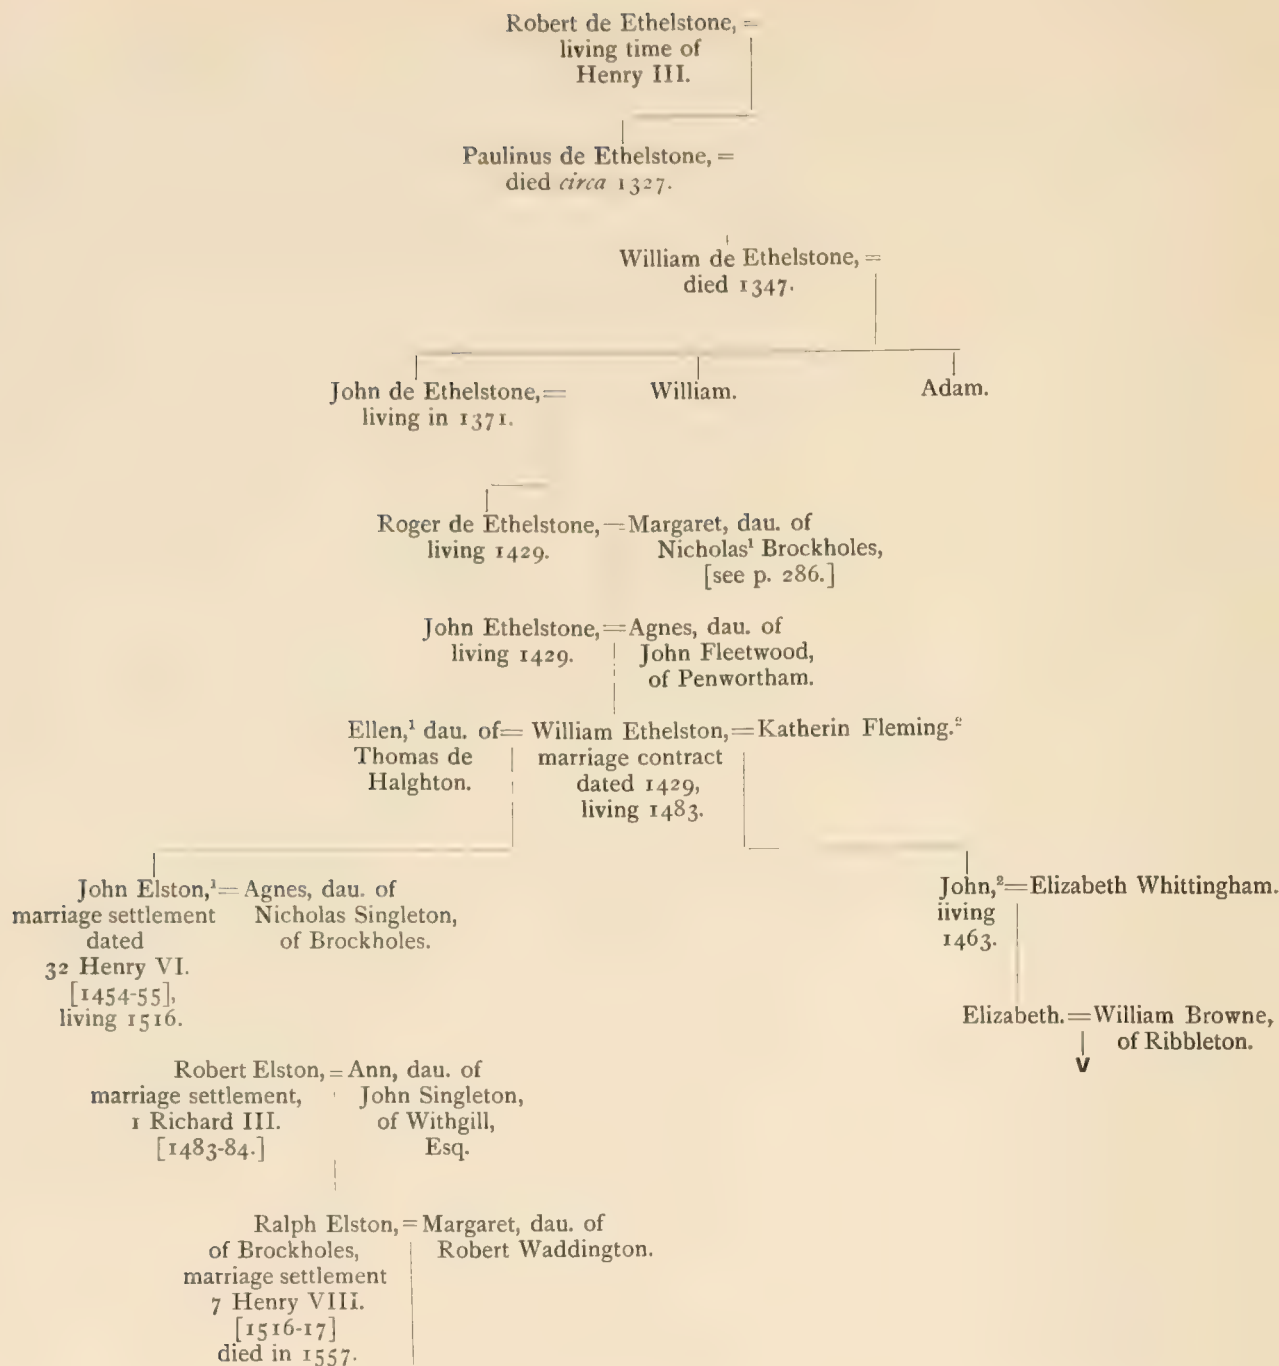 Robert de Ethelstone, =
living time of
Henry III.
Paulinus de Ethelstone, =
died circa 1327.
William de Ethelstone, =
died 1347.
John de Ethelstone, =
living in 1371.
William.
Adam.
Roger de Ethelstone, = Margaret, dau. of
living 1429. Nicholas¹ Brockholes,
[see p. 286.]
John Ethelstone, = Agnes, dau. of
living 1429. John Fleetwood,
of Penwortham.
Ellen,¹ dau. of = William Ethelston, = Katherin Fleming.²
Thomas de marriage contract
Halghton. dated 1429,
living 1483.
John Elston,¹ = Agnes, dau. of
marriage settlement Nicholas Singleton,
dated of Brockholes.
32 Henry VI.
[1454-55],
living 1516.
John,² = Elizabeth Whittingham.
iiving
1463.
Elizabeth. = William Browne,
of Ribbleton.
V
Robert Elston, = Ann, dau. of
marriage settlement, John Singleton,
1 Richard III. of Withgill,
[1483-84.] Esq.
Ralph Elston, = Margaret, dau. of
of Brockholes, Robert Waddington.
marriage settlement
7 Henry VIII.
[1516-17]
died in 1557.